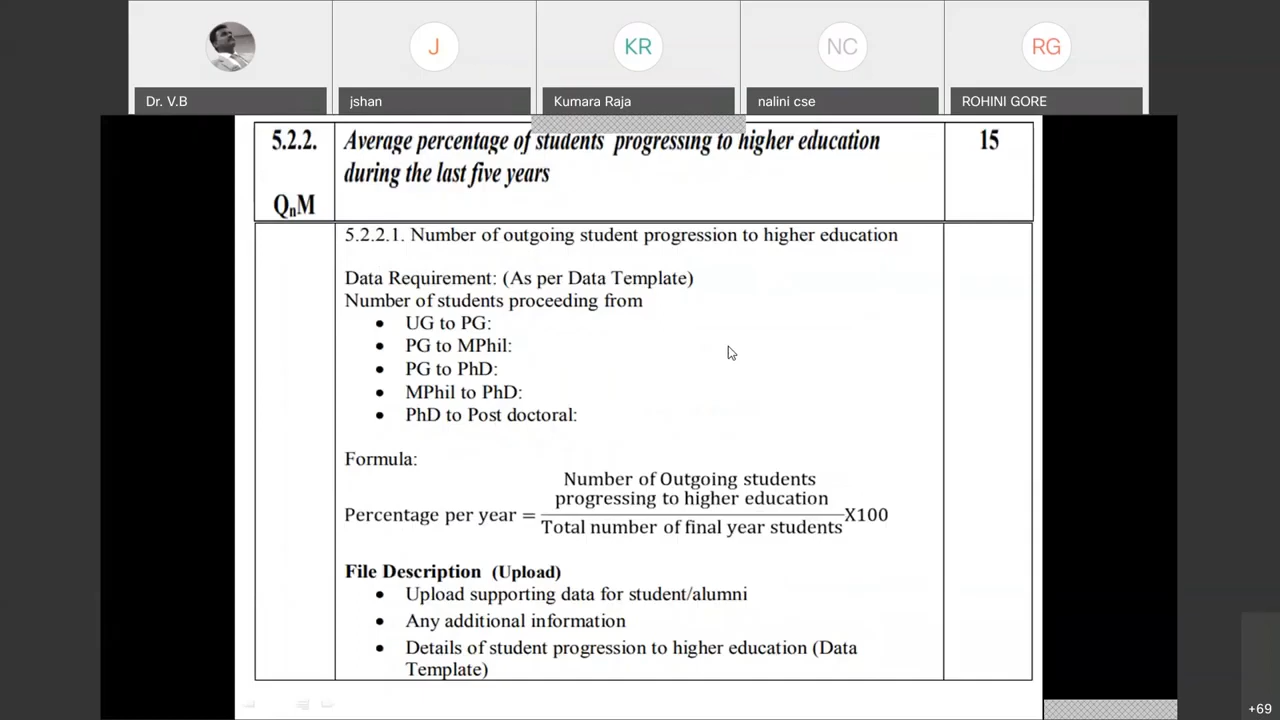 J
KR
NC
RG
Dr. V.B
jshan
Kumara Raja
nalini cse
ROHINI GORE
5.2.2.
QnM
Average percentage of students progressing to higher education
during the last five years
15
5.2.2.1. Number of outgoing student progression to higher education
Data Requirement: (As per Data Template)
Number of students proceeding from
• UG to PG:
• PG to MPhil:
• PG to PhD:
• MPhil to PhD:
• PhD to Post doctoral:
Formula:
Number of Outgoing students
progressing to higher education
Percentage per year =
Total number of final year students
X100
File Description (Upload)
• Upload supporting data for student/alumni
• Any additional information
• Details of student progression to higher education (Data
Template)
+69